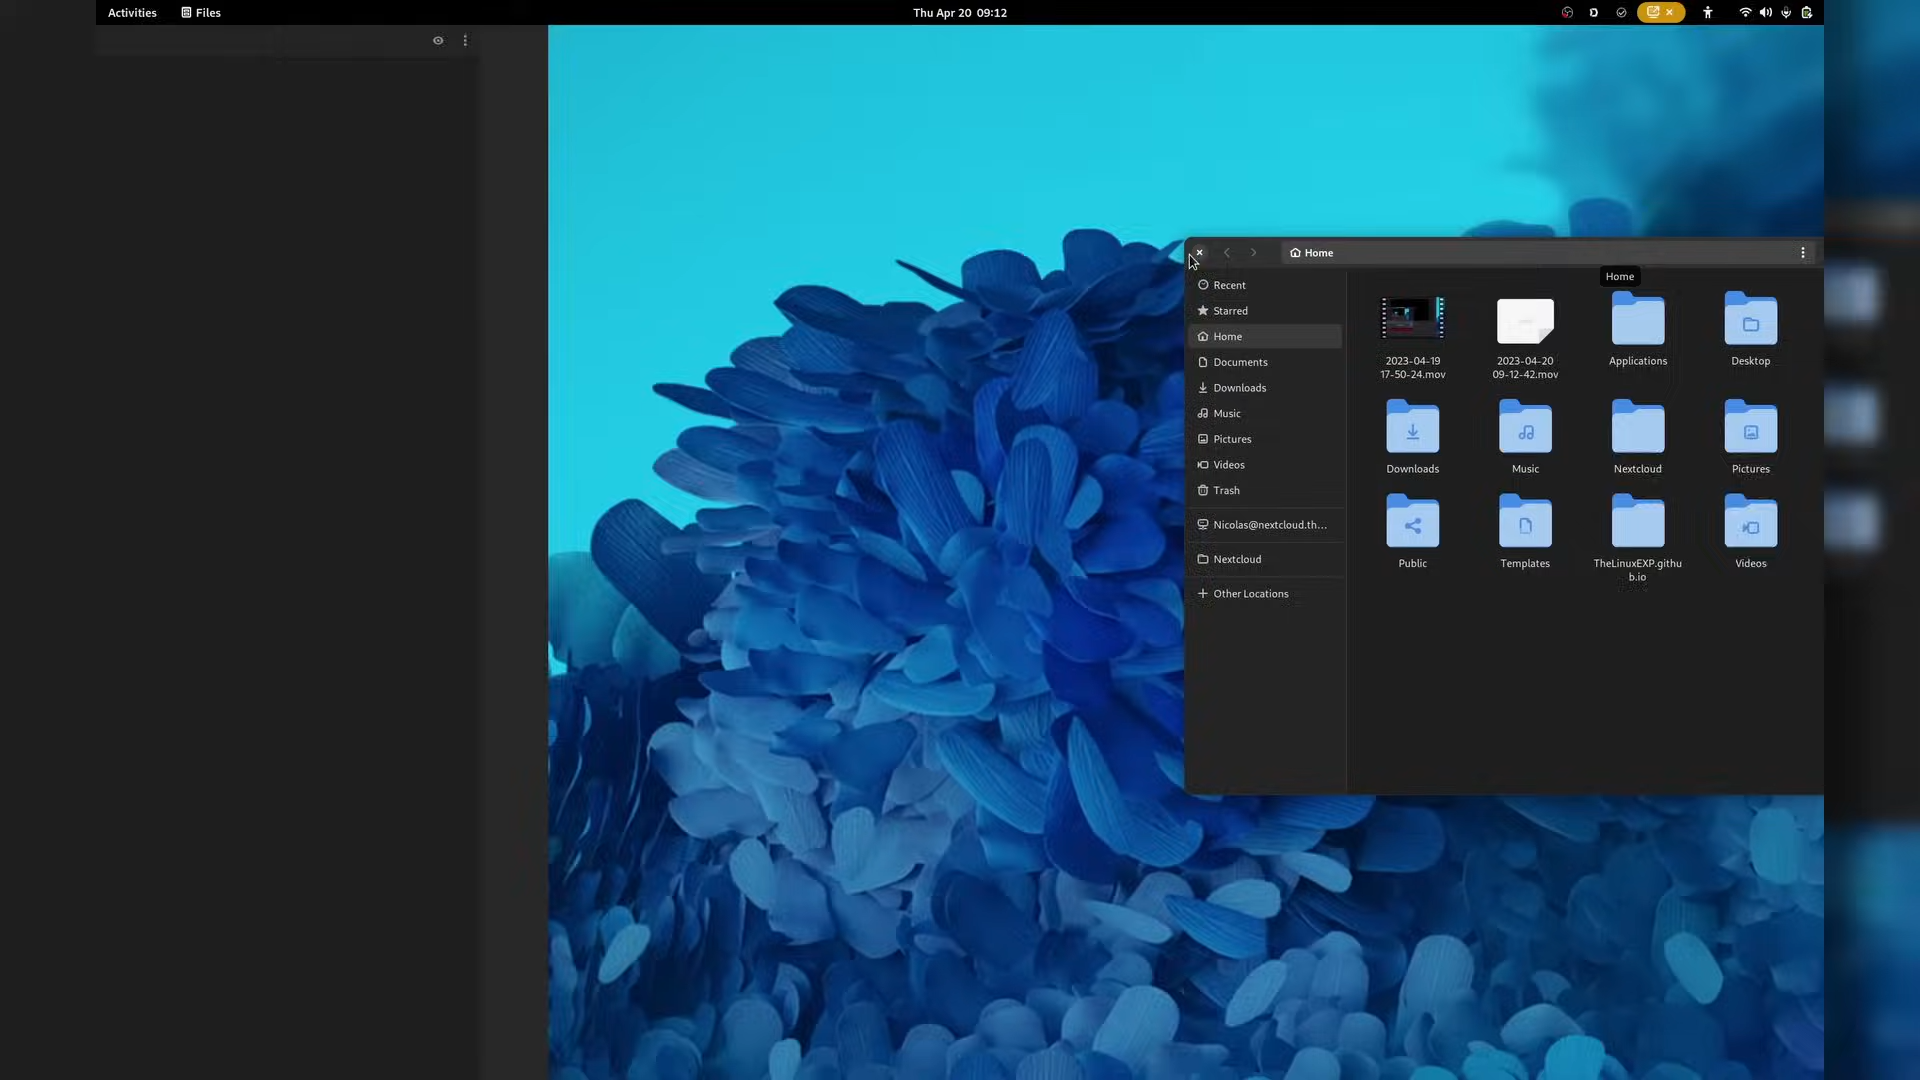 Activities
Files
Thu Apr 20 09:12
Home
Home
Recent
Starred
Home
Documents
Downloads
Music
Pictures
Videos
Trash
Nicolas@nextcloud.th...
Nextcloud
Other Locations
2023-04-19
17-50-24.mov
2023-04-20
09-12-42.mov
Applications
Desktop
Downloads
Music
Nextcloud
Pictures
Public
Templates
TheLinuxEXP.githu
b.io
Videos